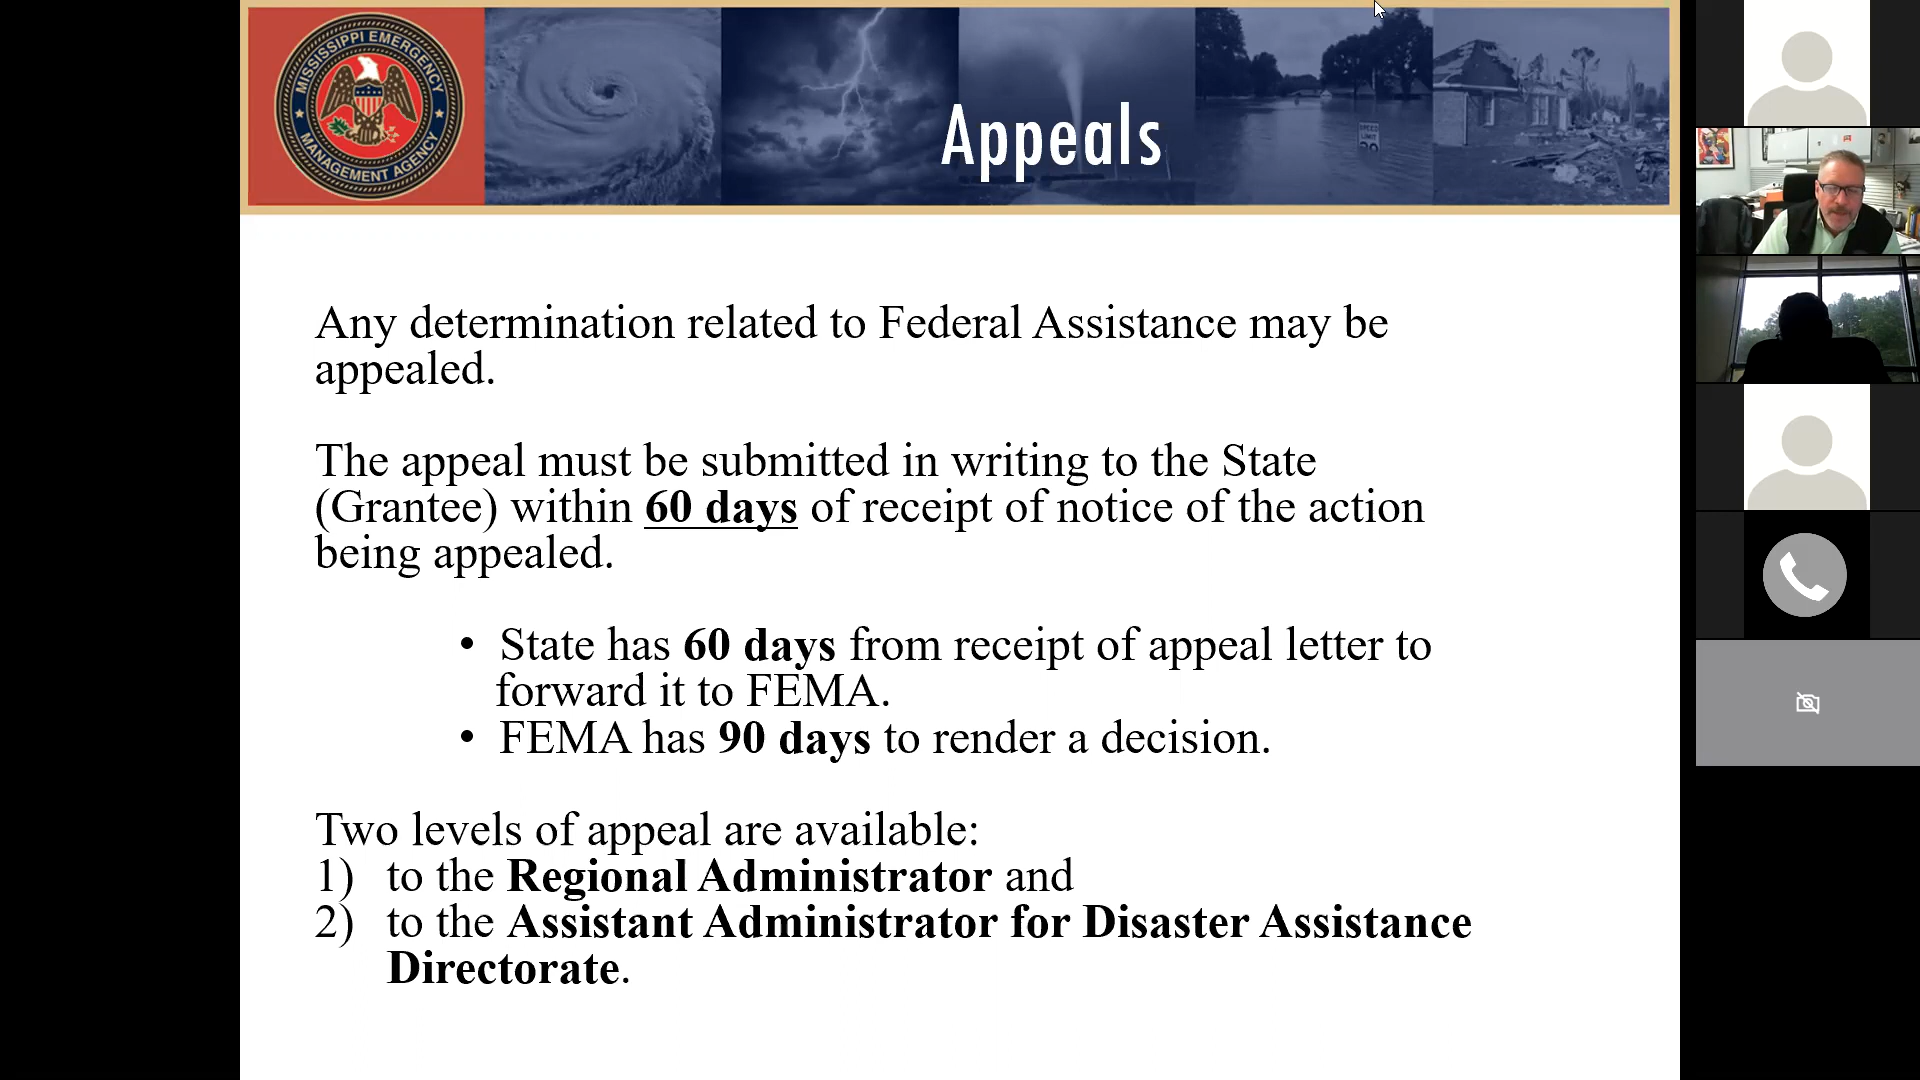 MISSISSIPPI EMERGENCY
MANAGEMENT AGENCY
SPEED
LIMIT
Appeals
Any determination related to Federal Assistance may be
appealed.
The appeal must be submitted in writing to the State
(Grantee) within 60 days of receipt of notice of the action
being appealed.
• State has 60 days from receipt of appeal letter to
forward it to FEMA.
• FEMA has 90 days to render a decision.
Two levels of appeal are available:
1) to the Regional Administrator and
2) to the Assistant Administrator for Disaster Assistance
Directorate.